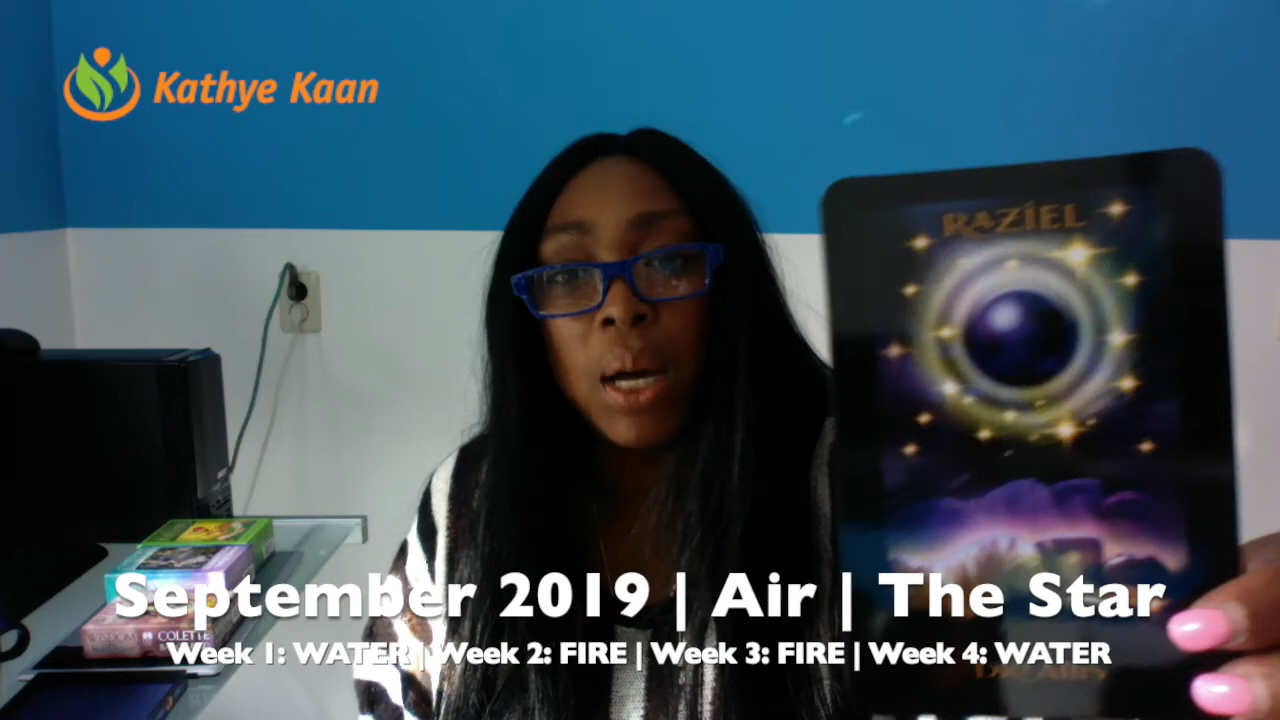 Kathye Kaan
RAZIEL
September 2019 | Air | The Star
Week 1: WATER | Week 2: FIRE | Week 3: FIRE | Week 4: WATER
COLETTE